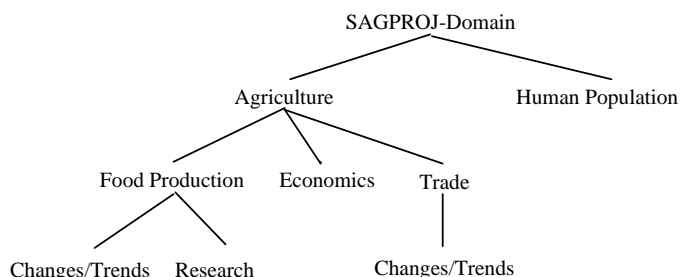 SAGPROJ-Domain
Agriculture Human Population
Food Production Economics Trade
Changes/Trends Research Changes/Trends